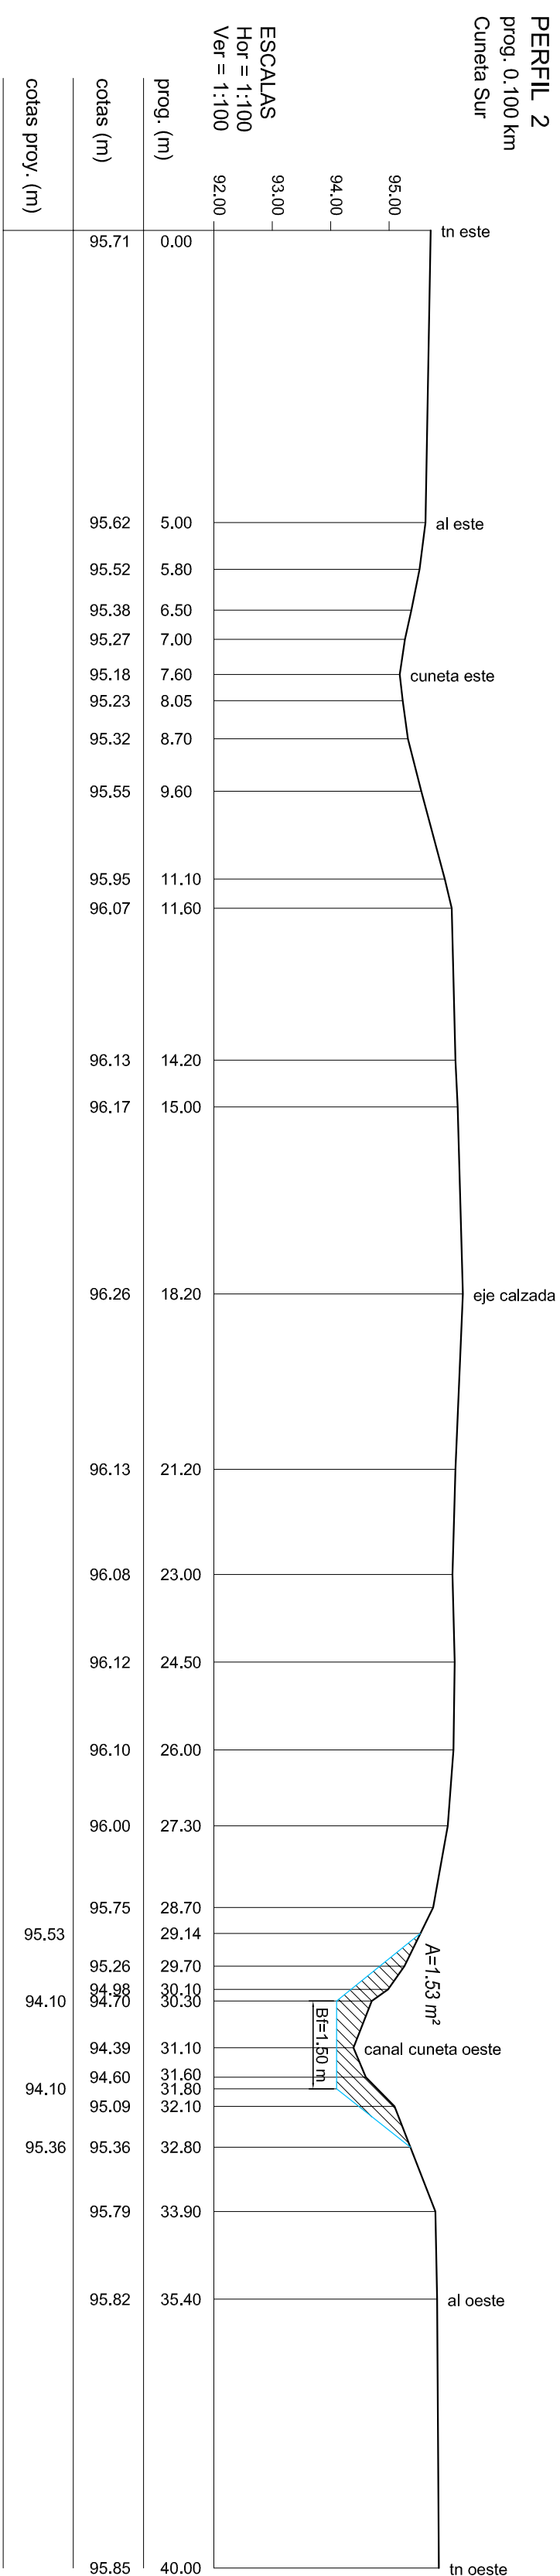 PERFIL 2
prog. 0.100 km
Cuneta Sur
ESCALAS
Hor = 1:100
Ver = 1:100
95.00
94.00
93.00
92.00
prog. (m)
cotas (m)
cotas proy. (m)
tn este
95.71 0.00
95.62 5.00 al este
95.52 5.80
95.38 6.50
95.27 7.00
95.18 7.60 cuneta este
95.23 8.05
95.32 8.70
95.55 9.60
95.95 11.10
96.07 11.60
96.13 14.20
96.17 15.00
96.26 18.20 eje calzada
96.13 21.20
96.08 23.00
96.12 24.50
96.10 26.00
96.00 27.30
95.75 28.70
95.53 29.14
A=1.53 m²
95.26 29.70
94.98 30.10
94.10 94.70 30.30
Bf=1.50 m
94.39 31.10 canal cuneta oeste
94.60 31.60
94.10 31.80
95.09 32.10
95.36 95.36 32.80
95.79 33.90
95.82 35.40 al oeste
95.85 40.00 tn oeste